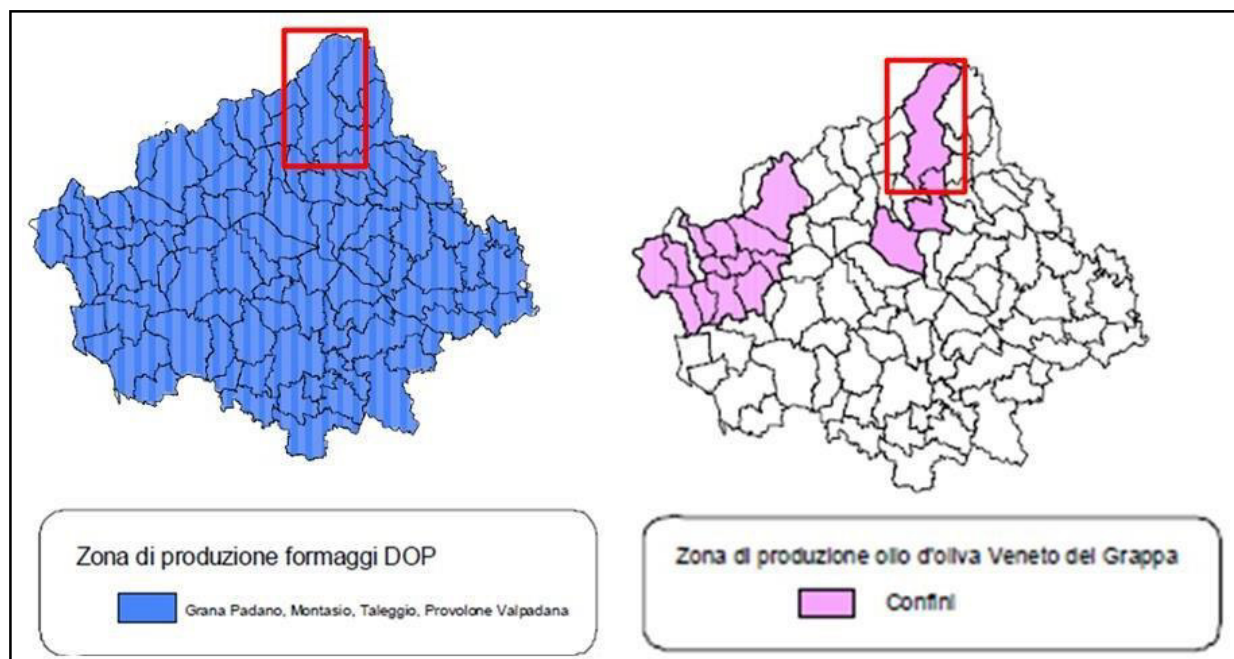 Zona di produzione formaggi DOP
Grana Padano, Montasio, Taleggio, Provolone Valpadana
Zona di produzione olio d'oliva Veneto del Grappa
Confini